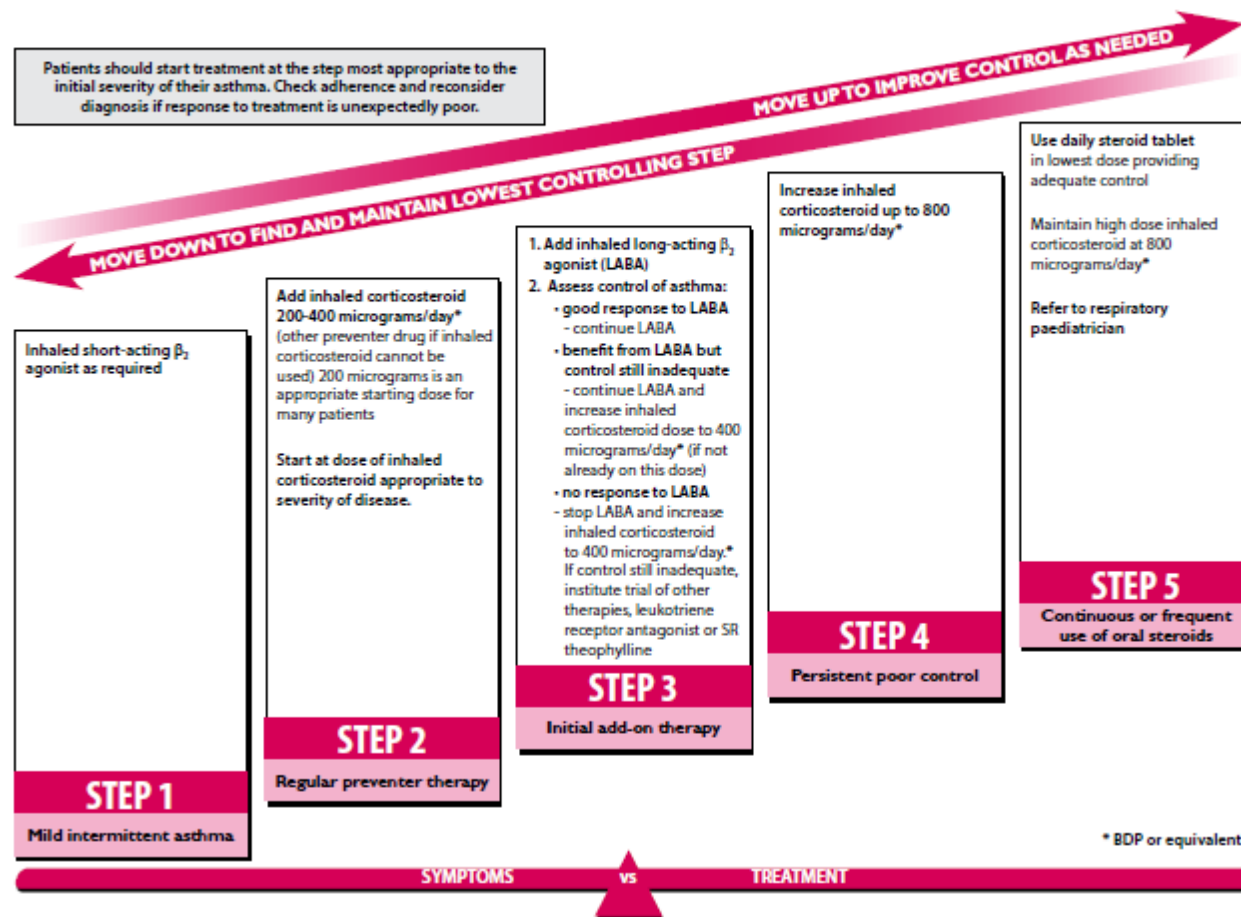 Patients should start treatment at the step most appropriate to the
initial severity of their asthma. Check adherence and reconsider
diagnosis if response to treatment is unexpectedly poor.
MOVE UP TO IMPROVE CONTROL AS NEEDED
MOVE DOWN TO FIND AND MAINTAIN LOWEST CONTROLLING STEP
Inhaled short-acting β₂
agonist as required
STEP 1
Mild intermittent asthma
Add inhaled corticosteroid
200-400 micrograms/day*
(other preventer drug if inhaled
corticosteroid cannot be
used) 200 micrograms is an
appropriate starting dose for
many patients
Start at dose of inhaled
corticosteroid appropriate to
severity of disease.
STEP 2
Regular preventer therapy
1. Add inhaled long-acting β₂
agonist (LABA)
2. Assess control of asthma:
• good response to LABA
- continue LABA
• benefit from LABA but
control still inadequate
- continue LABA and
increase inhaled
corticosteroid dose to 400
micrograms/day* (if not
already on this dose)
• no response to LABA
- stop LABA and increase
inhaled corticosteroid
to 400 micrograms/day.*
If control still inadequate,
institute trial of other
therapies, leukotriene
receptor antagonist or SR
theophylline
STEP 3
Initial add-on therapy
Increase inhaled
corticosteroid up to 800
micrograms/day*
STEP 4
Persistent poor control
Use daily steroid tablet
in lowest dose providing
adequate control
Maintain high dose inhaled
corticosteroid at 800
micrograms/day*
Refer to respiratory
paediatrician
STEP 5
Continuous or frequent
use of oral steroids
* BDP or equivalent
SYMPTOMS vs TREATMENT